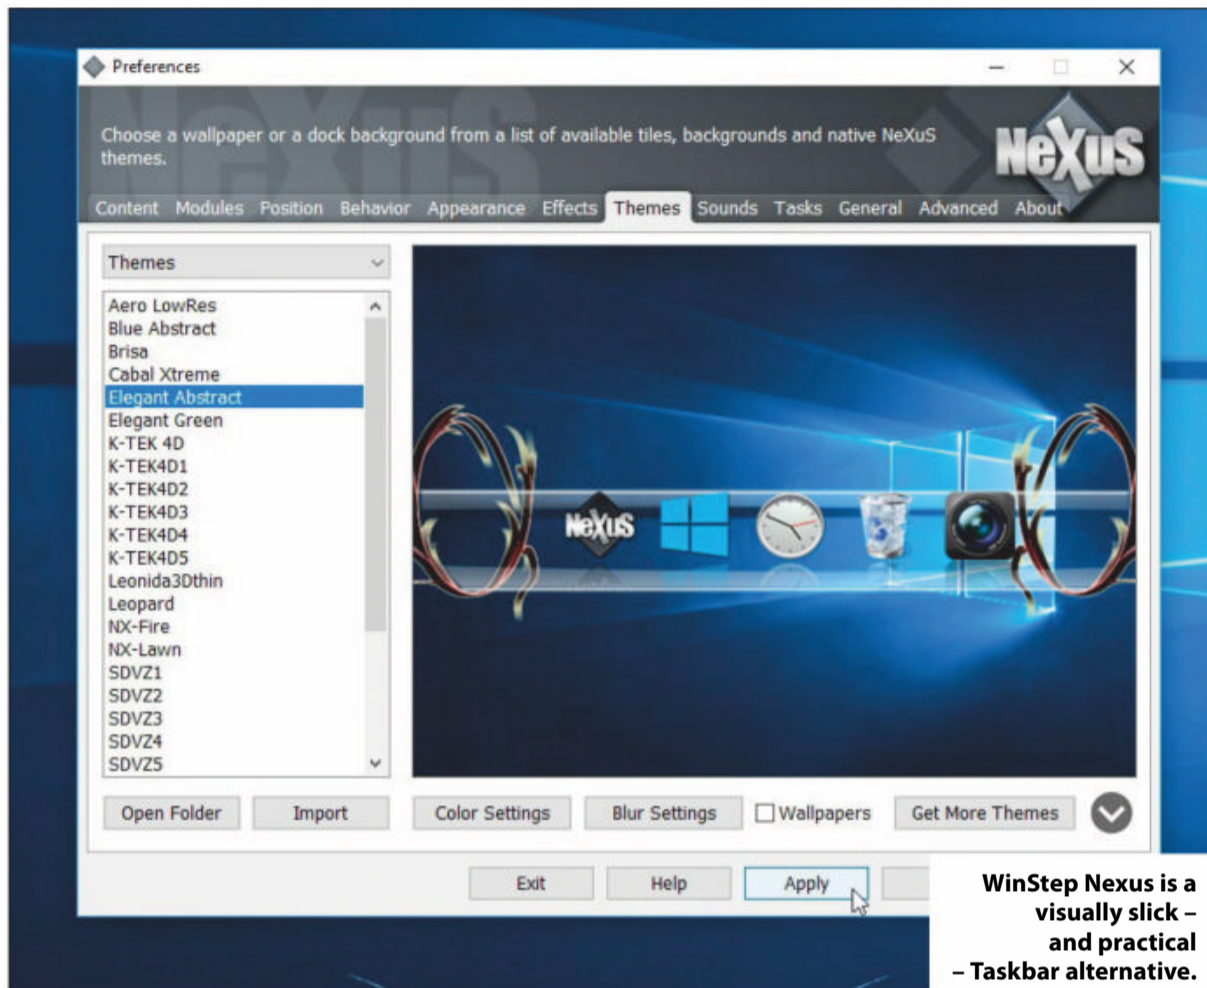 Preferences
Choose a wallpaper or a dock background from a list of available tiles, backgrounds and native NeXuS
themes.
NeXuS
NeXuS
Content Modules Position Behavior Appearance Effects Themes Sounds Tasks General Advanced About
Themes
Aero LowRes
Blue Abstract
Brisa
Cabal Xtreme
Elegant Abstract
Elegant Green
K-TEK 4D
K-TEK4D1
K-TEK4D2
K-TEK4D3
K-TEK4D4
K-TEK4D5
Leonida3Dthin
Leopard
NX-Fire
NX-Lawn
SDVZ1
SDVZ2
SDVZ3
SDVZ4
SDVZ5
NeXuS
Open Folder Import Color Settings Blur Settings Wallpapers Get More Themes
Exit Help Apply
WinStep Nexus is a
visually slick –
and practical
– Taskbar alternative.